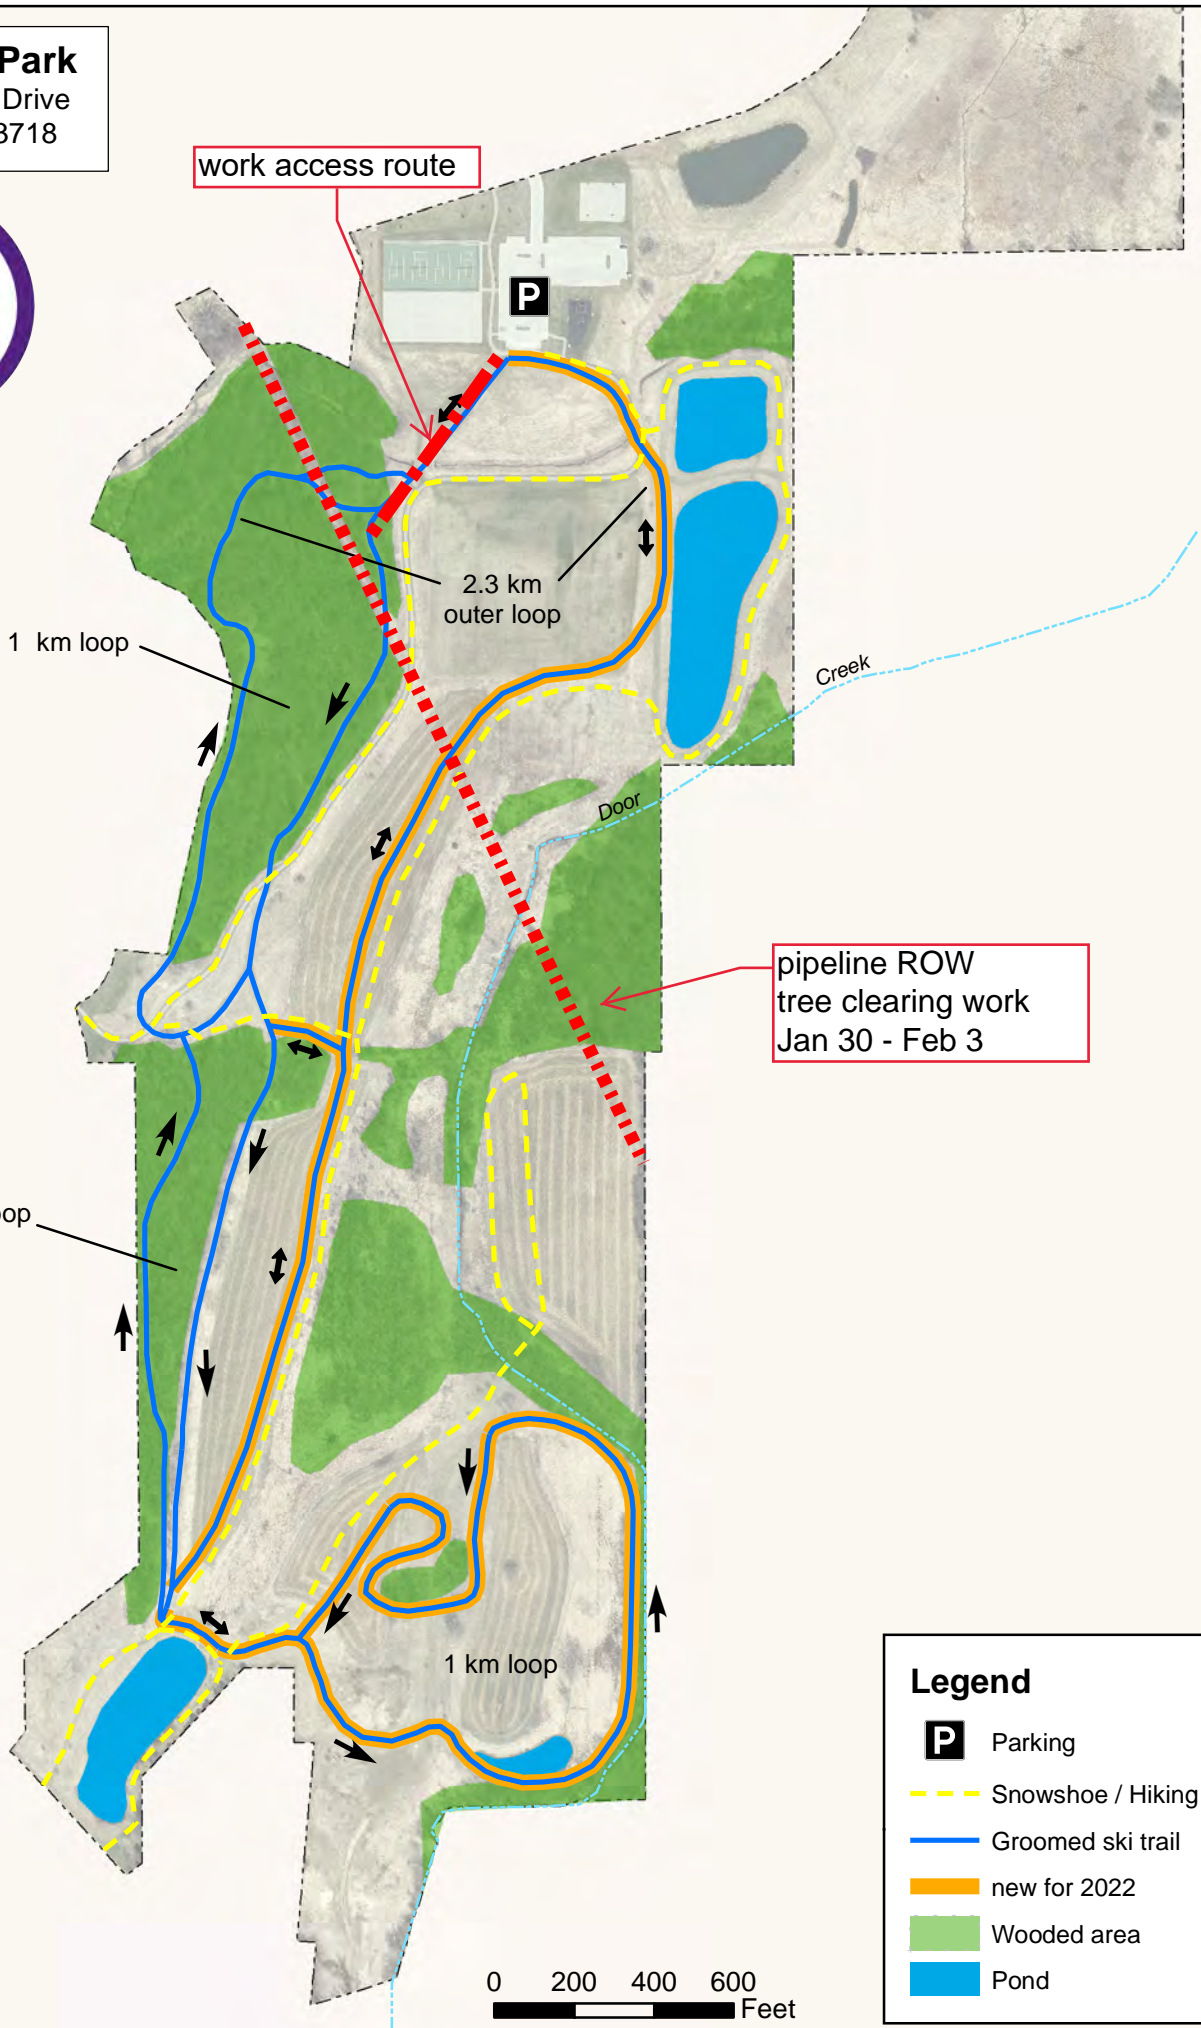 Park
Drive
3718
work access route
P
2.3 km
outer loop
1 km loop
Creek
Door
pipeline ROW
tree clearing work
Jan 30 - Feb 3
op
1 km loop
Legend
P Parking
Snowshoe / Hiking
Groomed ski trail
new for 2022
Wooded area
Pond
0 200 400 600
Feet